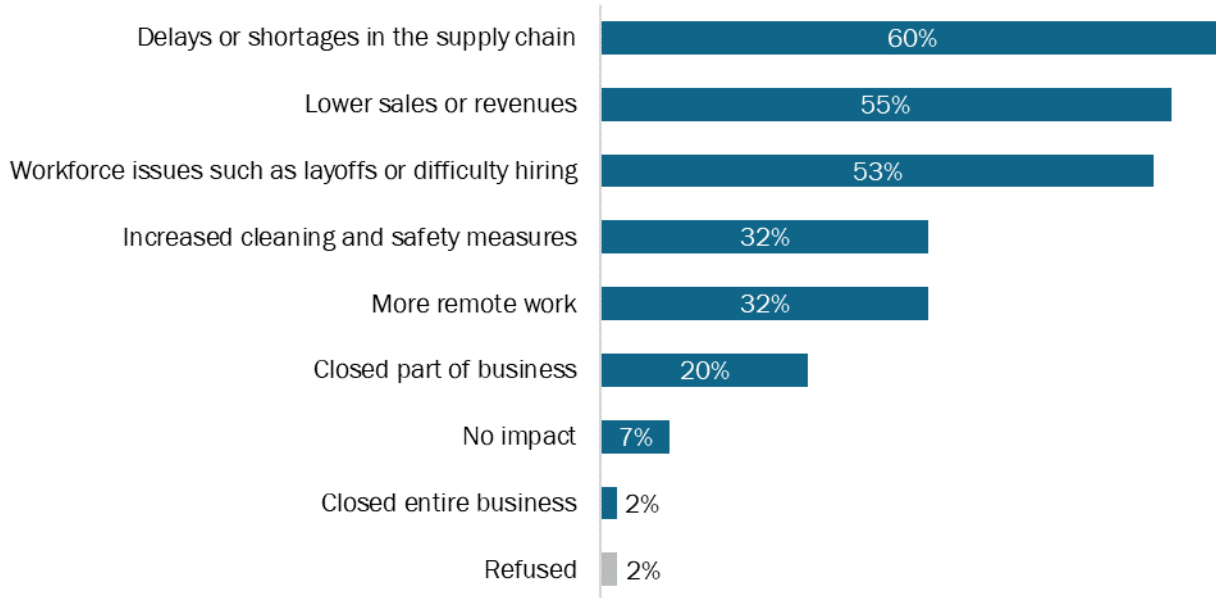 Delays or shortages in the supply chain 60%
Lower sales or revenues 55%
Workforce issues such as layoffs or difficulty hiring 53%
Increased cleaning and safety measures 32%
More remote work 32%
Closed part of business 20%
No impact 7%
Closed entire business 2%
Refused 2%